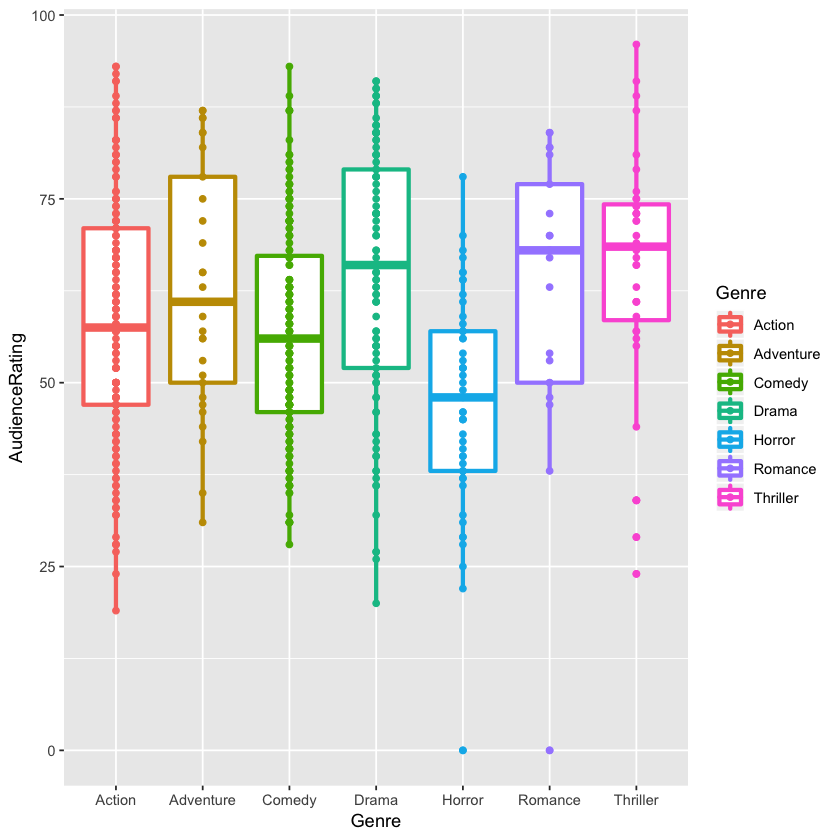 100
75
50
25
0
AudienceRating
Action
Adventure
Comedy
Drama
Horror
Romance
Thriller
Genre
Genre
Action
Adventure
Comedy
Drama
Horror
Romance
Thriller